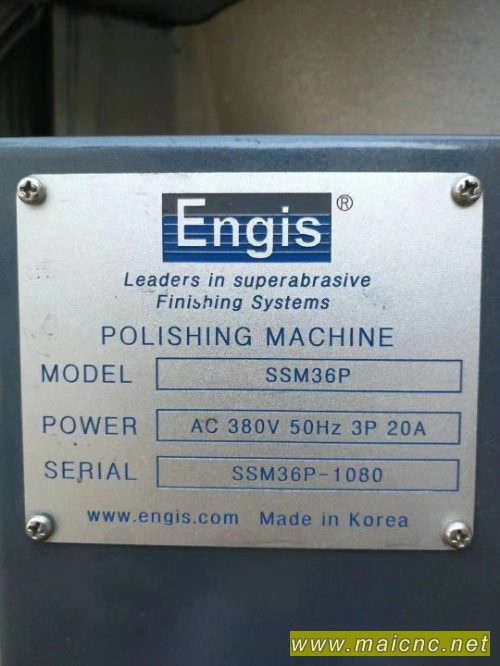 Engis®
Leaders in superabrasive
Finishing Systems
POLISHING MACHINE
MODEL SSM36P
POWER AC 380V 50Hz 3P 20A
SERIAL SSM36P-1080
www.engis.com Made in Korea
www.maicnc.net